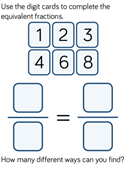 Use the digit cards to complete the
equivalent fractions.
1 2 3
4 6 8
=
How many different ways can you find?